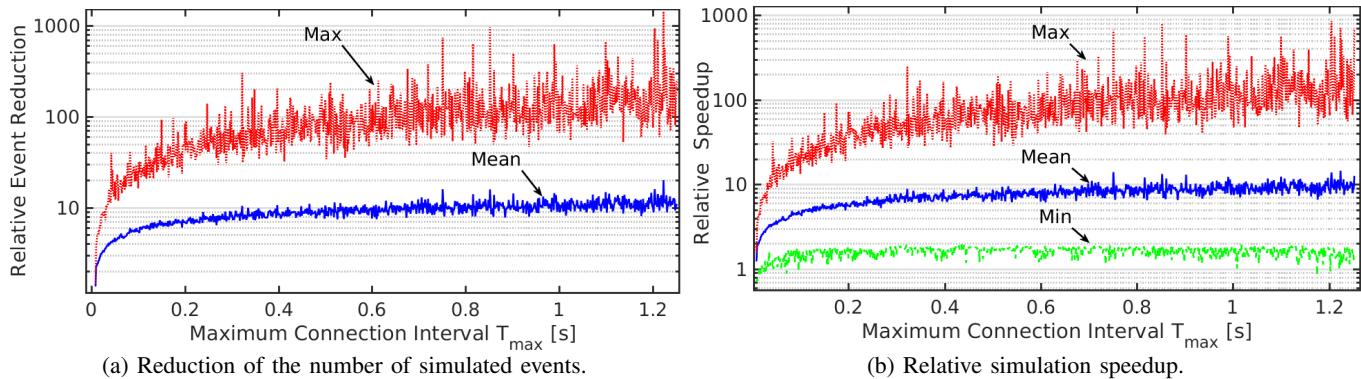 Relative Event Reduction
1000
100
10
Max
Mean
0
0.2
0.4
0.6
0.8
1
1.2
Maximum Connection Interval T_max [s]
(a) Reduction of the number of simulated events.
Relative Speedup
1000
100
10
1
Max
Mean
Min
0.2
0.4
0.6
0.8
1
1.2
Maximum Connection Interval T_max [s]
(b) Relative simulation speedup.